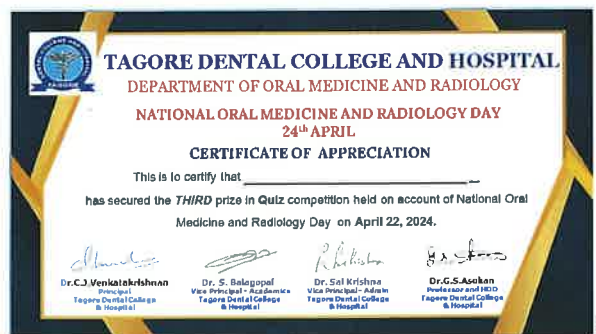 TAGORE DENTAL COLLEGE AND HOSPITAL
DEPARTMENT OF ORAL MEDICINE AND RADIOLOGY
NATIONAL ORAL MEDICINE AND RADIOLOGY DAY
24th APRIL
CERTIFICATE OF APPRECIATION
This is to certify that
has secured the THIRD prize in Quiz competition held on account of National Oral
Medicine and Radiology Day on April 22, 2024.
Dr.C.J.Venkatakrishnan
Principal
Tagore Dental College
& Hospital
Dr. S. Balagopal
Vice Principal - Academics
Tagore Dental College
& Hospital
Dr. Sai Krishna
Vice Principal - Admin
Tagore Dental College
& Hospital
Dr.G.S.Asokan
Professor and HOD
Tagore Dental College
& Hospital